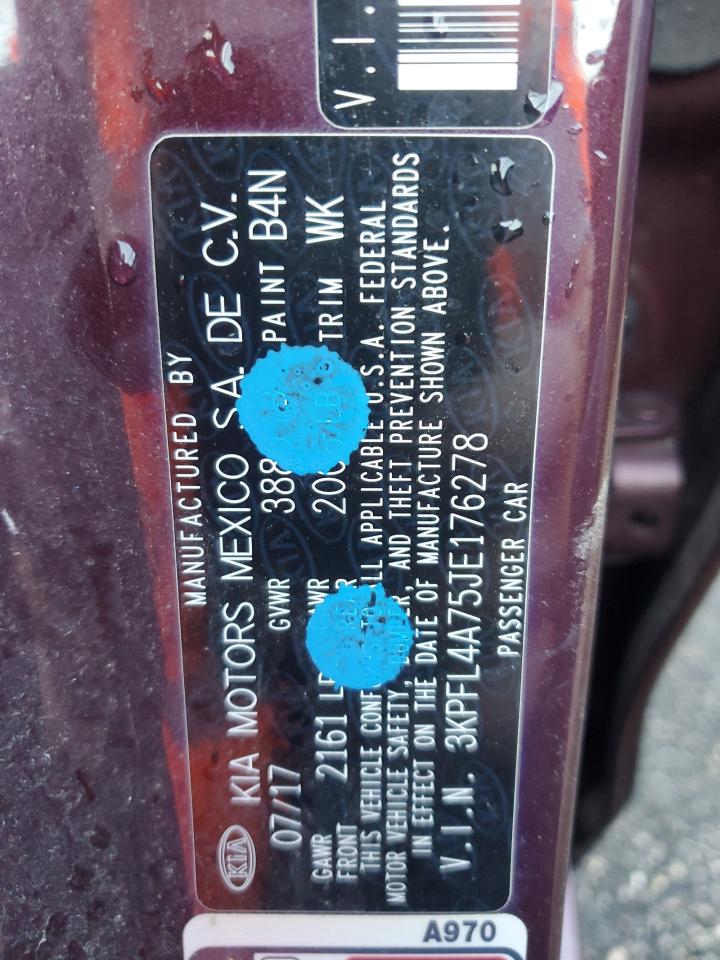 V.I.
KIA
MANUFACTURED BY
KIA MOTORS MEXICO S.A. DE C.V.
07/17 GVWR PAINT B4N
GAWR 2161 TRIM WK
FRONT
THIS VEHICLE ALL APPLICABLE U.S.A. FEDERAL
MOTOR VEHICLE SAFETY, AND THEFT PREVENTION STANDARDS
IN EFFECT ON THE DATE OF MANUFACTURE SHOWN ABOVE.
V.I.N. 3KPFL4A75JE176278
PASSENGER CAR
A970